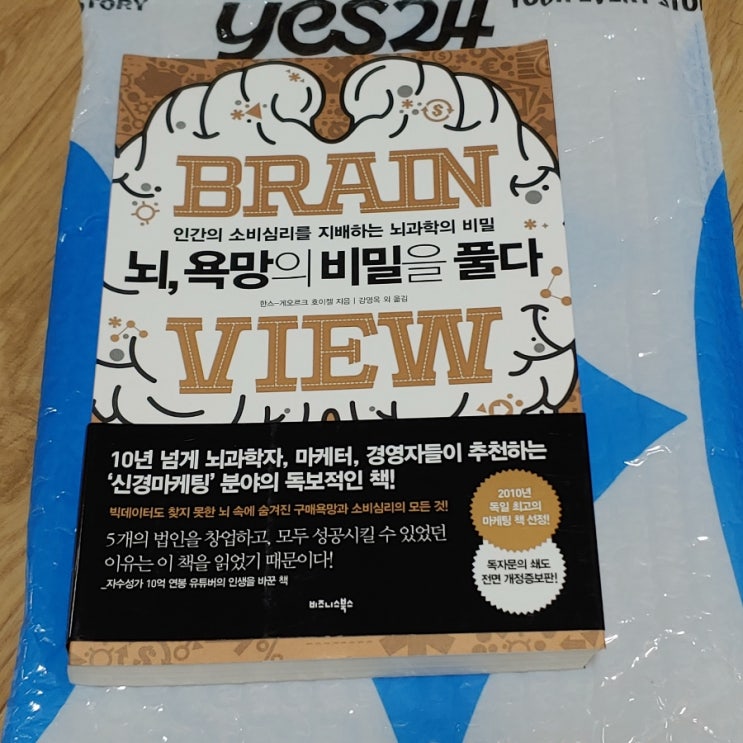 STORY
yes24
YOUR EVERY STO
BRAIN
인간의 소비심리를 지배하는 뇌과학의 비밀
뇌, 욕망의 비밀을 풀다
한스-게오르크 호이젤 지음 | 강영옥 외 옮김
VIEW
10년 넘게 뇌과학자, 마케터, 경영자들이 추천하는
‘신경마케팅’ 분야의 독보적인 책!
빅데이터도 찾지 못한 뇌 속에 숨겨진 구매욕망과 소비심리의 모든 것!
5개의 법인을 창업하고, 모두 성공시킬 수 있었던
이유는 이 책을 읽었기 때문이다!
_자수성가 10억 연봉 유튜버의 인생을 바꾼 책
2010년
독일 최고의
마케팅 책 선정!
독자문의 쇄도
전면 개정증보판!
비즈니스북스